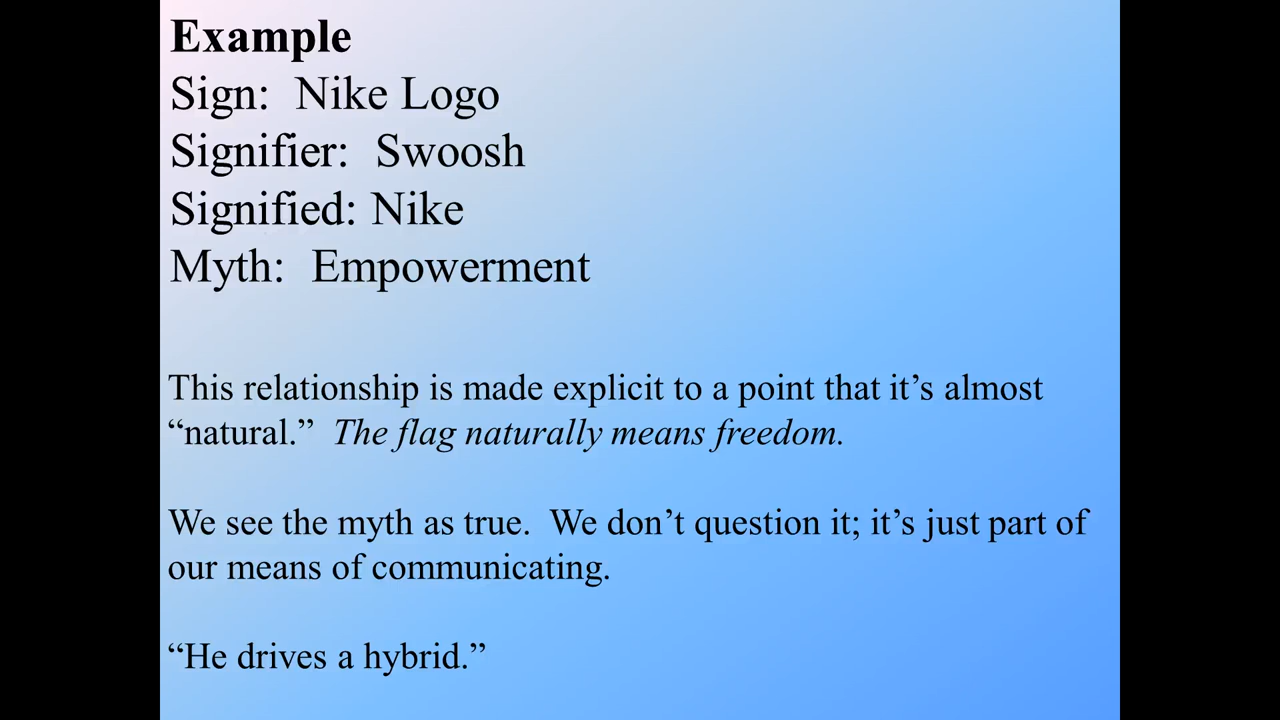 Example
Sign:  Nike Logo
Signifier:  Swoosh
Signified: Nike
Myth:  Empowerment
This relationship is made explicit to a point that it’s almost
“natural.”  The flag naturally means freedom.
We see the myth as true.  We don’t question it; it’s just part of
our means of communicating.
“He drives a hybrid.”